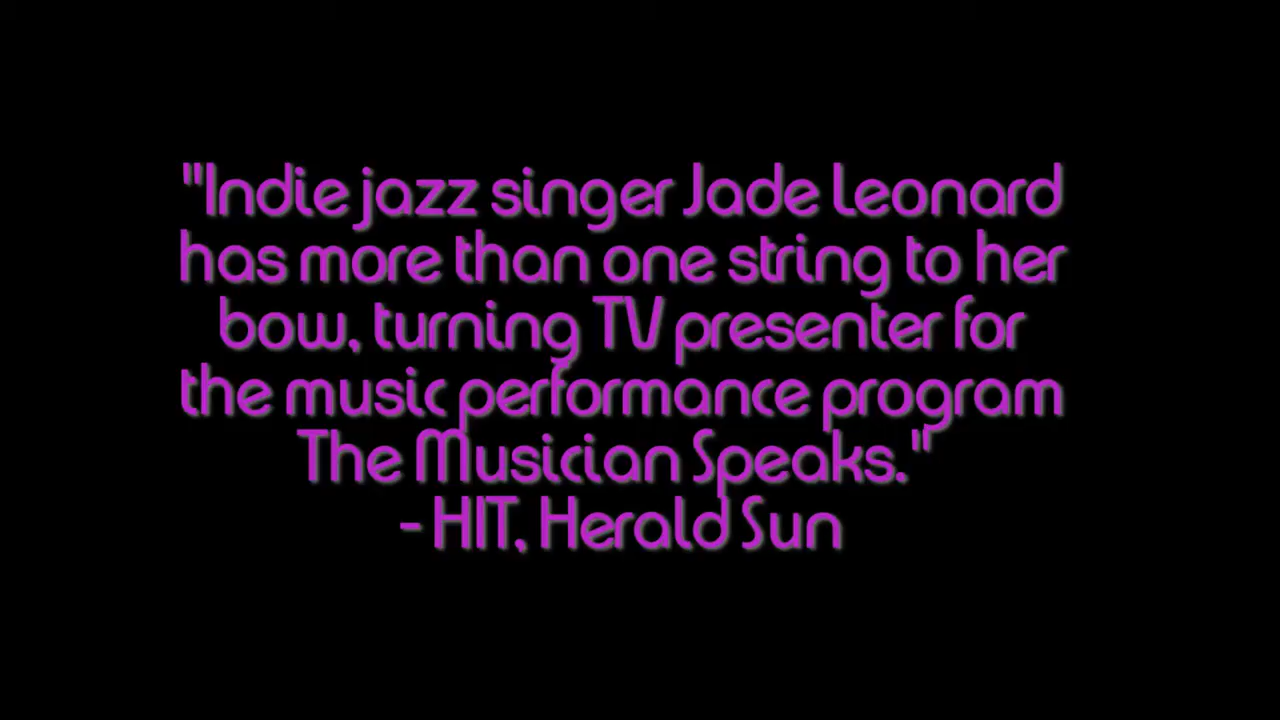 "Indie jazz singer Jade Leonard
has more than one string to her
bow, turning TV presenter for
the music performance program
The Musician Speaks."
- HIT, Herald Sun